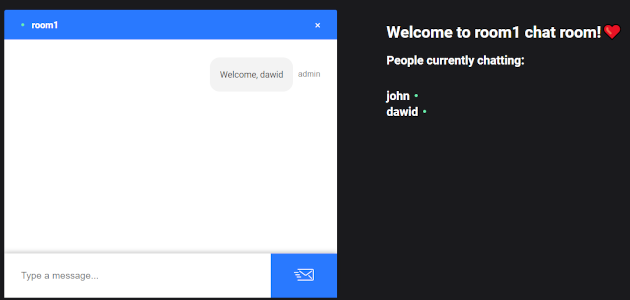 room1
×
Welcome, dawid
admin
Type a message...
Welcome to room1 chat room!❤️
People currently chatting:
john
dawid